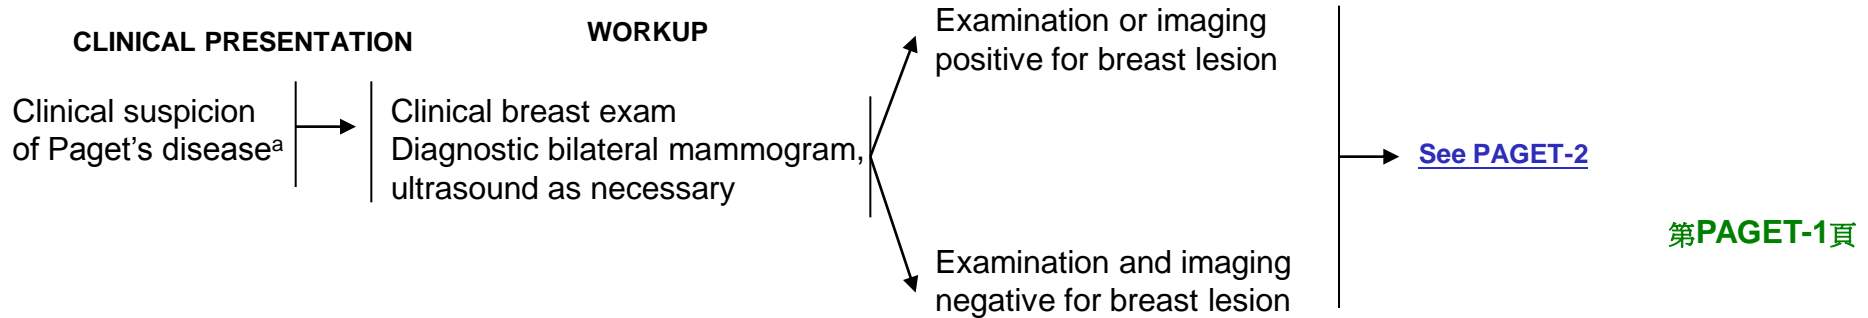 CLINICAL PRESENTATION
WORKUP
Clinical suspicion
of Paget’s diseaseᵃ
Clinical breast exam
Diagnostic bilateral mammogram,
ultrasound as necessary
Examination or imaging
positive for breast lesion
Examination and imaging
negative for breast lesion
See PAGET-2
第PAGET-1頁